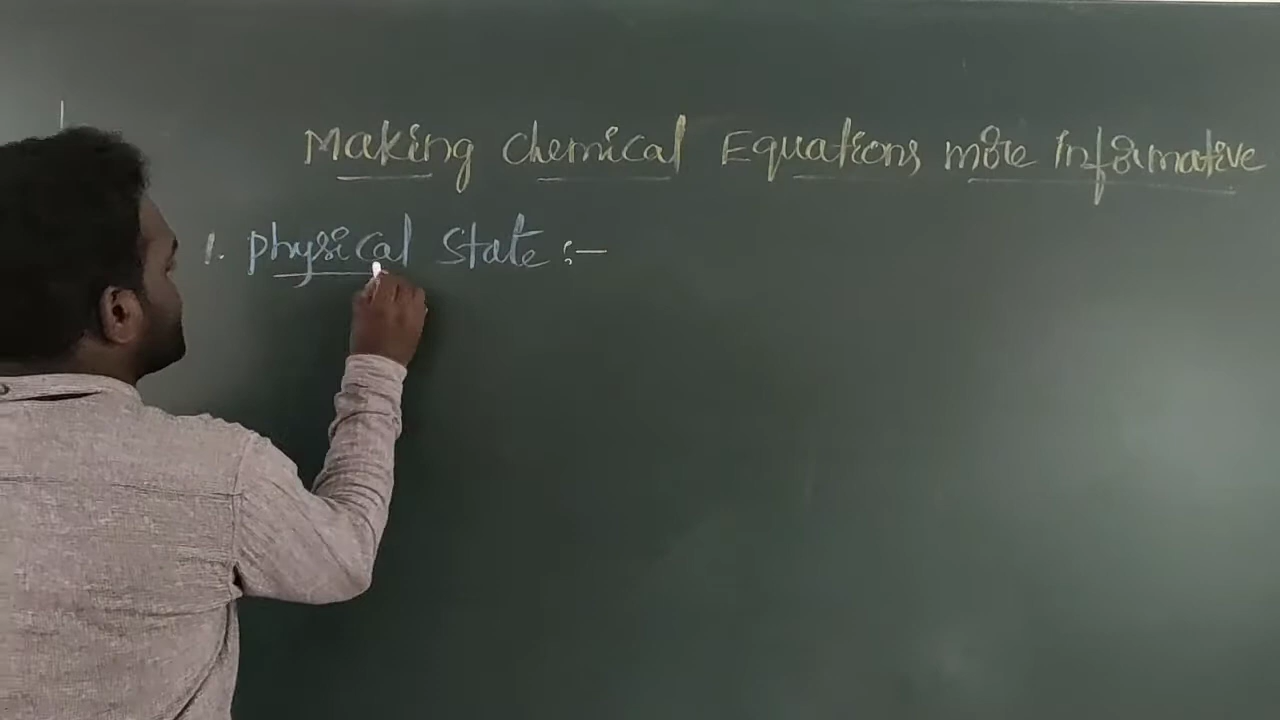 Making Chemical Equations more Informative
1. Physical State :-